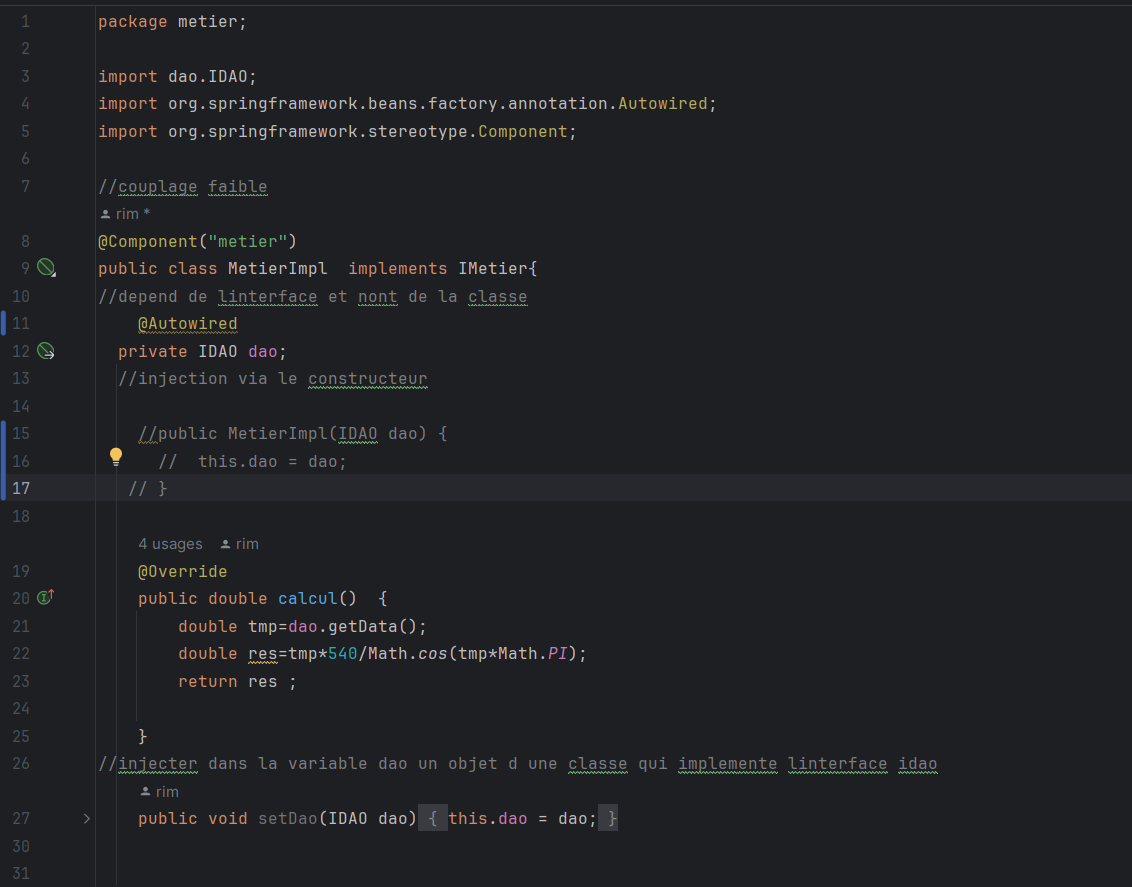 1 package metier;
2
3 import dao.IDAO;
4 import org.springframework.beans.factory.annotation.Autowired;
5 import org.springframework.stereotype.Component;
6
7 //couplage faible
rim *
8 @Component("metier")
9 public class MetierImpl  implements IMetier{
10 //depend de linterface et nont de la classe
11 @Autowired
12 private IDAO dao;
13 //injection via le constructeur
14
15 //public MetierImpl(IDAO dao) {
16 //  this.dao = dao;
17 // }
18
4 usages rim
19 @Override
20 public double calcul()  {
21 double tmp=dao.getData();
22 double res=tmp*540/Math.cos(tmp*Math.PI);
23 return res ;
24
25 }
26 //injecter dans la variable dao un objet d une classe qui implemente linterface idao
rim
27 public void setDao(IDAO dao) { this.dao = dao; }
30
31